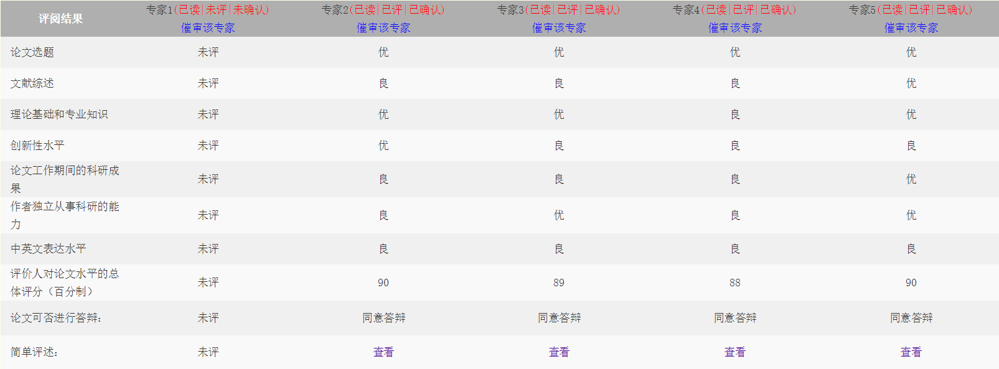 评阅结果 专家1(已读|未评|未确认) 专家2(已读|已评|已确认) 专家3(已读|已评|已确认) 专家4(已读|已评|已确认) 专家5(已读|已评|已确认)
催审该专家 催审该专家 催审该专家 催审该专家 催审该专家
论文选题 未评 优 优 优 优
文献综述 未评 良 良 良 优
理论基础和专业知识 未评 优 优 良 优
创新性水平 未评 优 良 良 良
论文工作期间的科研成
果 未评 良 良 良 优
作者独立从事科研的能
力 未评 良 优 良 优
中英文表达水平 未评 良 良 良 良
评价人对论文水平的总
体评分（百分制） 未评 90 89 88 90
论文可否进行答辩: 未评 同意答辩 同意答辩 同意答辩 同意答辩
简单评述: 未评 查看 查看 查看 查看